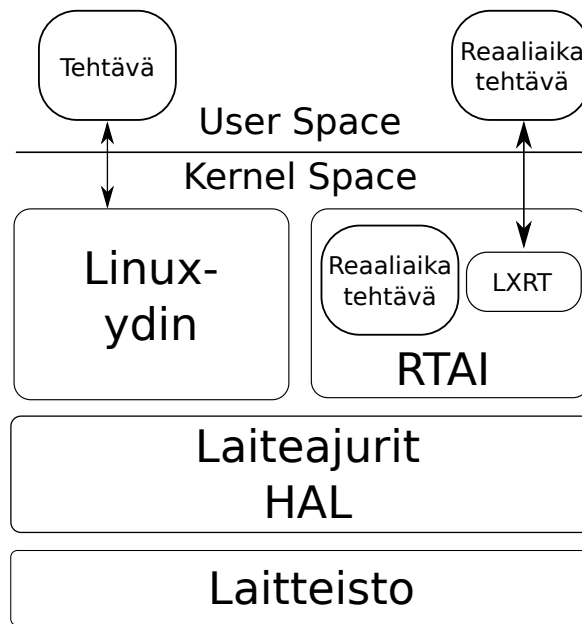 Tehtävä
Reaaliaika
tehtävä
User Space
Kernel Space
Linux-
ydin
Reaaliaika
tehtävä
LXRT
RTAI
Laiteajurit
HAL
Laitteisto